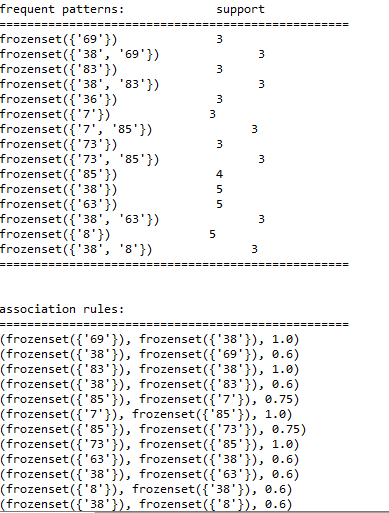 frequent patterns:             support
==================================================
frozenset({'69'})                  3
frozenset({'38', '69'})                  3
frozenset({'83'})                  3
frozenset({'38', '83'})                  3
frozenset({'36'})                  3
frozenset({'7'})                  3
frozenset({'7', '85'})                  3
frozenset({'73'})                  3
frozenset({'73', '85'})                  3
frozenset({'85'})                  4
frozenset({'38'})                  5
frozenset({'63'})                  5
frozenset({'38', '63'})                  3
frozenset({'8'})                  5
frozenset({'38', '8'})                  3
==================================================
association rules:
==================================================
(frozenset({'69'}), frozenset({'38'}), 1.0)
(frozenset({'38'}), frozenset({'69'}), 0.6)
(frozenset({'83'}), frozenset({'38'}), 1.0)
(frozenset({'38'}), frozenset({'83'}), 0.6)
(frozenset({'85'}), frozenset({'7'}), 0.75)
(frozenset({'7'}), frozenset({'85'}), 1.0)
(frozenset({'85'}), frozenset({'73'}), 0.75)
(frozenset({'73'}), frozenset({'85'}), 1.0)
(frozenset({'63'}), frozenset({'38'}), 0.6)
(frozenset({'38'}), frozenset({'63'}), 0.6)
(frozenset({'8'}), frozenset({'38'}), 0.6)
(frozenset({'38'}), frozenset({'8'}), 0.6)